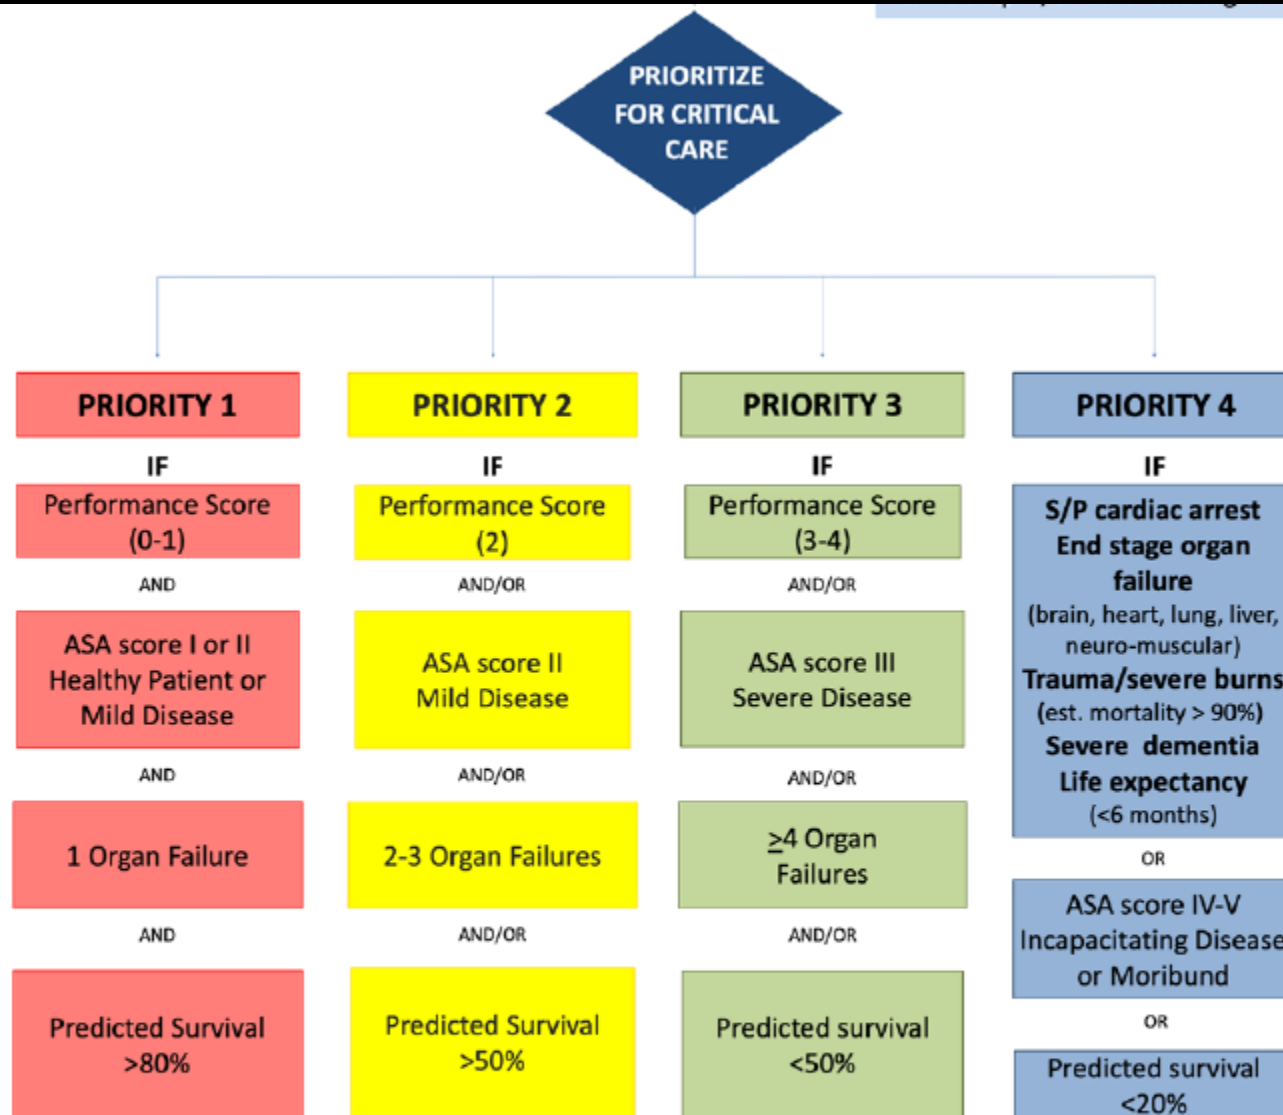 PRIORITIZE
FOR CRITICAL
CARE
PRIORITY 1
IF
Performance Score
(0-1)
AND
ASA score I or II
Healthy Patient or
Mild Disease
AND
1 Organ Failure
AND
Predicted Survival
>80%
PRIORITY 2
IF
Performance Score
(2)
AND/OR
ASA score II
Mild Disease
AND/OR
2-3 Organ Failures
AND/OR
Predicted Survival
>50%
PRIORITY 3
IF
Performance Score
(3-4)
AND/OR
ASA score III
Severe Disease
AND/OR
≥4 Organ
Failures
AND/OR
Predicted survival
<50%
PRIORITY 4
IF
S/P cardiac arrest
End stage organ
failure
(brain, heart, lung, liver,
neuro-muscular)
Trauma/severe burns
(est. mortality > 90%)
Severe dementia
Life expectancy
(<6 months)
OR
ASA score IV-V
Incapacitating Disease
or Moribund
OR
Predicted survival
<20%